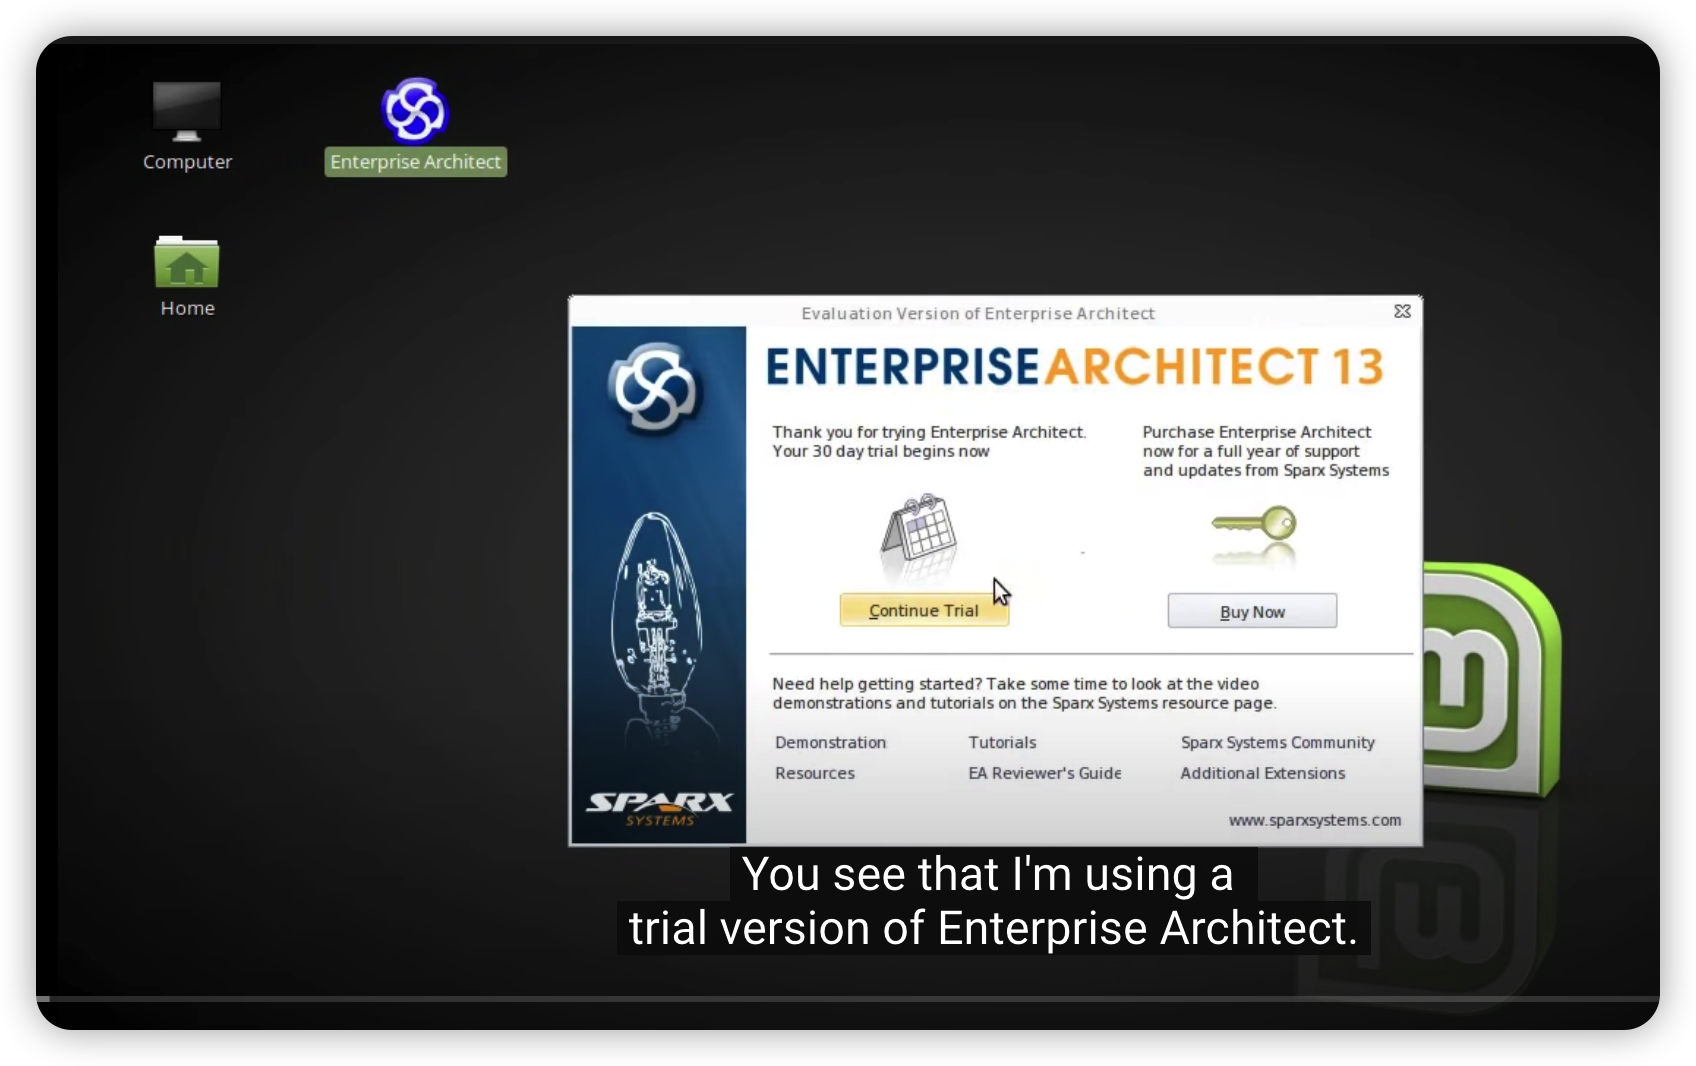 Computer
Enterprise Architect
Home
Evaluation Version of Enterprise Architect
ENTERPRISE ARCHITECT 13
Thank you for trying Enterprise Architect.
Your 30 day trial begins now
Purchase Enterprise Architect
now for a full year of support
and updates from Sparx Systems
Continue Trial
Buy Now
Need help getting started? Take some time to look at the video
demonstrations and tutorials on the Sparx Systems resource page.
Demonstration
Tutorials
Sparx Systems Community
Resources
EA Reviewer's Guide
Additional Extensions
SPARX
SYSTEMS
www.sparxsystems.com
You see that I'm using a
trial version of Enterprise Architect.